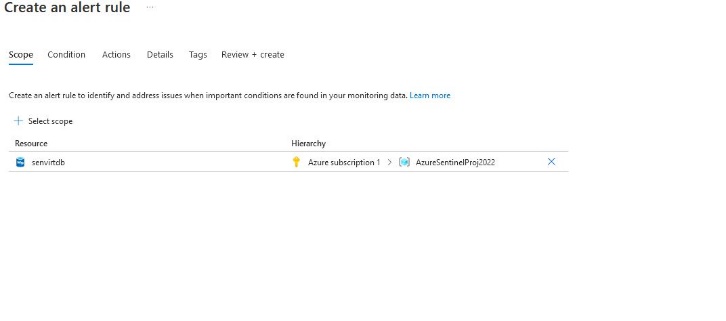 Create an alert rule ...
Scope Condition Actions Details Tags Review + create
Create an alert rule to identify and address issues when important conditions are found in your monitoring data. Learn more
+ Select scope
Resource Hierarchy
senvirtdb Azure subscription 1 > AzureSentinelProj2022